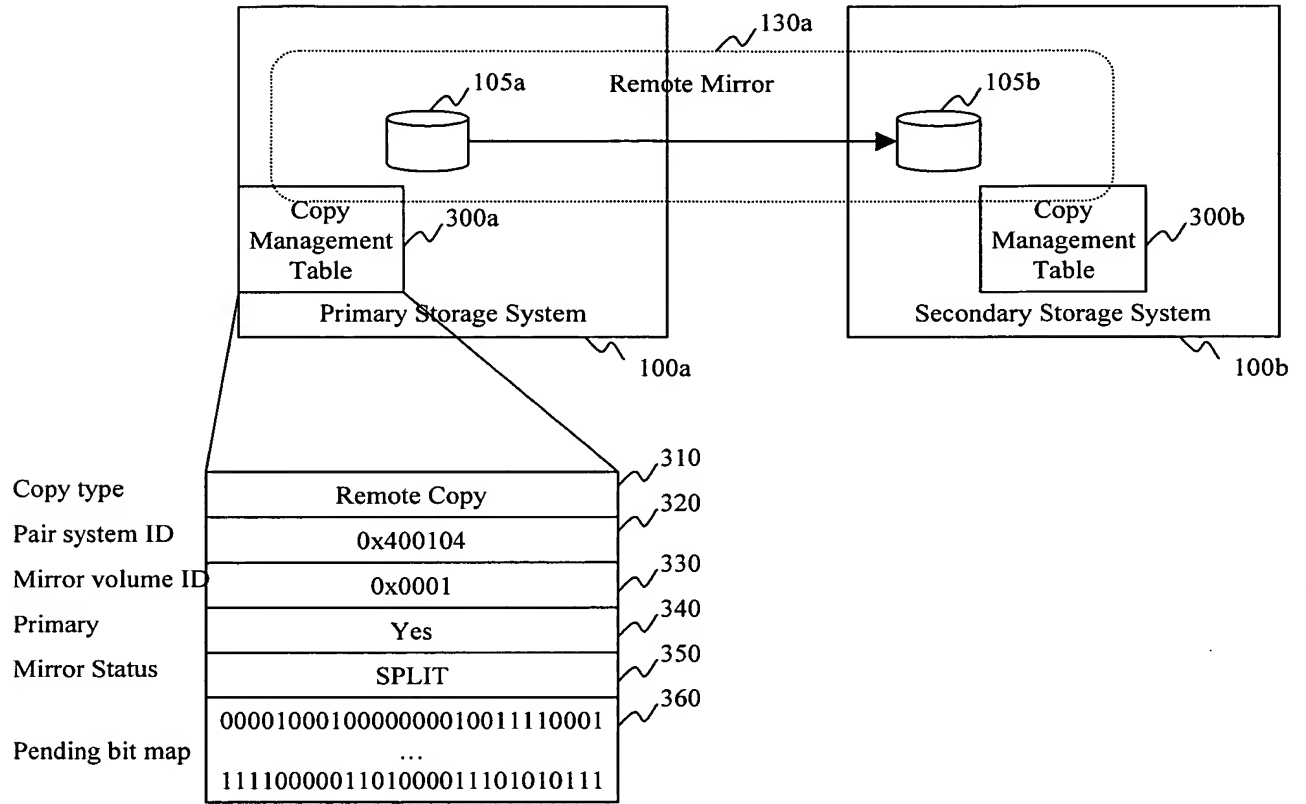 130a
Remote Mirror
105a
105b
Copy
Management
Table
300a
Copy
Management
Table
300b
Primary Storage System
Secondary Storage System
100a
100b
310
Copy type
Remote Copy
320
Pair system ID
0x400104
330
Mirror volume ID
0x0001
340
Primary
Yes
350
Mirror Status
SPLIT
360
0000100010000000010011110001
Pending bit map
...
1111000001101000011101010111